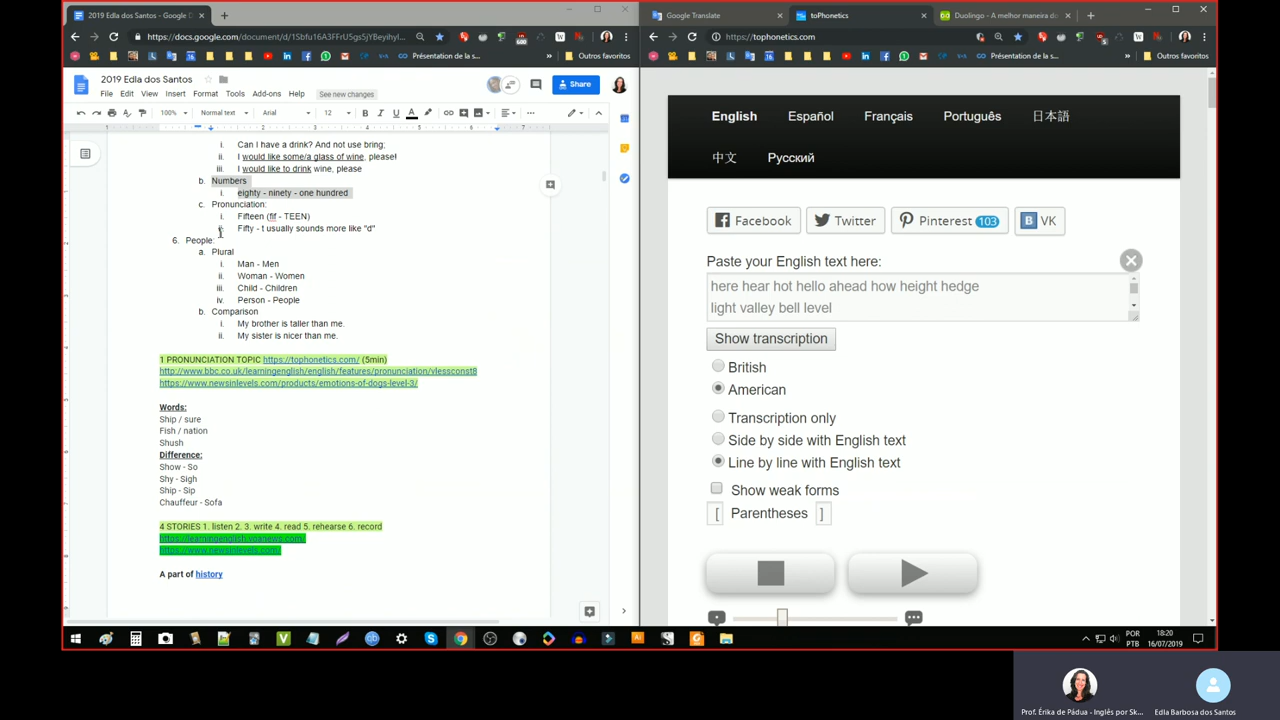 2019 Edla dos Santos - Google D
https://docs.google.com/document/d/1Sbfu16A3FFrU5gs5jYBeyihyl...
Présentation de la s...
Outros favoritos
2019 Edla dos Santos
File Edit View Insert Format Tools Add-ons Help
See new changes
Share
100% Normal text Arial 12
i. Can I have a drink? And not use bring;
ii. I would like some/a glass of wine, please!
iii. I would like to drink wine, please
b. Numbers
i. eighty - ninety - one hundred
c. Pronunciation:
i. Fifteen (fif - TEEN)
ii. Fifty - t usually sounds more like "d"
6. People:
a. Plural
i. Man - Men
ii. Woman - Women
iii. Child - Children
iv. Person - People
b. Comparison
i. My brother is taller than me.
ii. My sister is nicer than me.
1 PRONUNCIATION TOPIC https://tophonetics.com/ (5min)
http://www.bbc.co.uk/learningenglish/english/features/pronunciation/vlessconst8
https://www.newsinlevels.com/products/emotions-of-dogs-level-3/
Words:
Ship / sure
Fish / nation
Shush
Difference:
Show - So
Shy - Sigh
Ship - Sip
Chauffeur - Sofa
4 STORIES 1. listen 2. 3. write 4. read 5. rehearse 6. record
https://learningenglish.voanews.com/
https://www.newsinlevels.com/
A part of history
Google Translate
toPhonetics
Duolingo - A melhor maneira do
https://tophonetics.com
Présentation de la s...
Outros favoritos
English Español Français Português 日本語
中文 Русский
Facebook Twitter Pinterest 103 VK
Paste your English text here:
here hear hot hello ahead how height hedge
light valley bell level
Show transcription
British
American
Transcription only
Side by side with English text
Line by line with English text
Show weak forms
[ Parentheses ]
POR
PTB
18:20
16/07/2019
Prof. Érika de Pádua - Inglês por Sk...
Edla Barbosa dos Santos